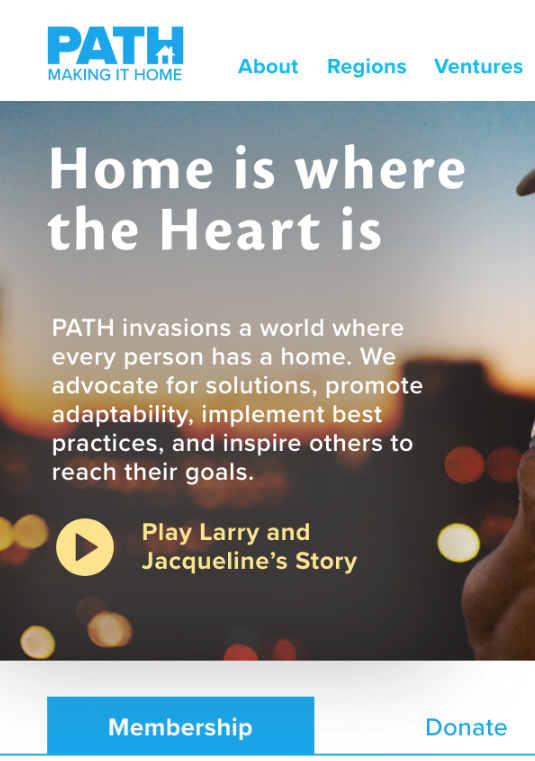 PATH
MAKING IT HOME
About Regions Ventures
Home is where
the Heart is
PATH invasions a world where
every person has a home. We
advocate for solutions, promote
adaptability, implement best
practices, and inspire others to
reach their goals.
Play Larry and
Jacqueline’s Story
Membership Donate